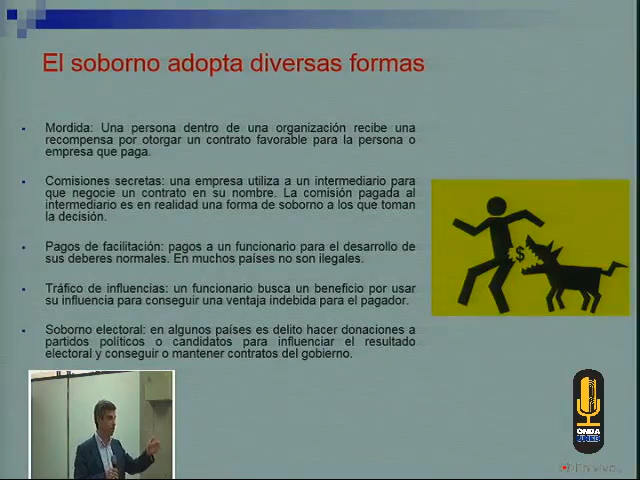 El soborno adopta diversas formas
Mordida: Una persona dentro de una organización recibe una
recompensa por otorgar un contrato favorable para la persona o
empresa que paga.
Comisiones secretas: una empresa utiliza a un intermediario para
que negocie un contrato en su nombre. La comisión pagada al
intermediario es en realidad una forma de soborno a los que toman
la decisión.
Pagos de facilitación: pagos a un funcionario para el desarrollo de
sus deberes normales. En muchos países no son ilegales.
Tráfico de influencias: un funcionario busca un beneficio por usar
su influencia para conseguir una ventaja indebida para el pagador.
Soborno electoral: en algunos países es delito hacer donaciones a
partidos políticos o candidatos para influenciar el resultado
electoral y conseguir o mantener contratos del gobierno.
$
ONDA
UNED
En vivo